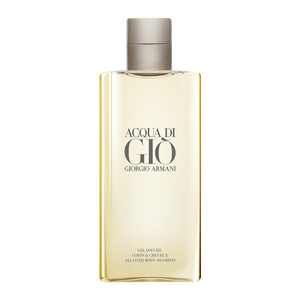 ACQUA DI
GIÒ
GIORGIO ARMANI
GEL DOUCHE
CORPS & CHEVEUX
ALL OVER BODY SHAMPOO